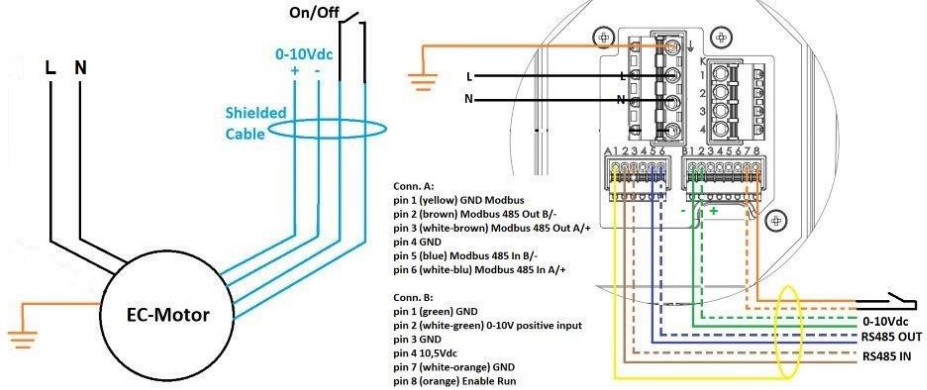 On/Off
0-10Vdc
+ -
L N
Shielded
Cable
EC-Motor
L L
N N
K
1
2
3
4
A 1 2 3 4 5 6
B 1 2 3 4 5 6 7 8
- +
Conn. A:
pin 1 (yellow) GND Modbus
pin 2 (brown) Modbus 485 Out B/-
pin 3 (white-brown) Modbus 485 Out A/+
pin 4 GND
pin 5 (blue) Modbus 485 In B/-
pin 6 (white-blu) Modbus 485 In A/+
Conn. B:
pin 1 (green) GND
pin 2 (white-green) 0-10V positive input
pin 3 GND
pin 4 10,5Vdc
pin 7 (white-orange) GND
pin 8 (orange) Enable Run
0-10Vdc
RS485 OUT
RS485 IN